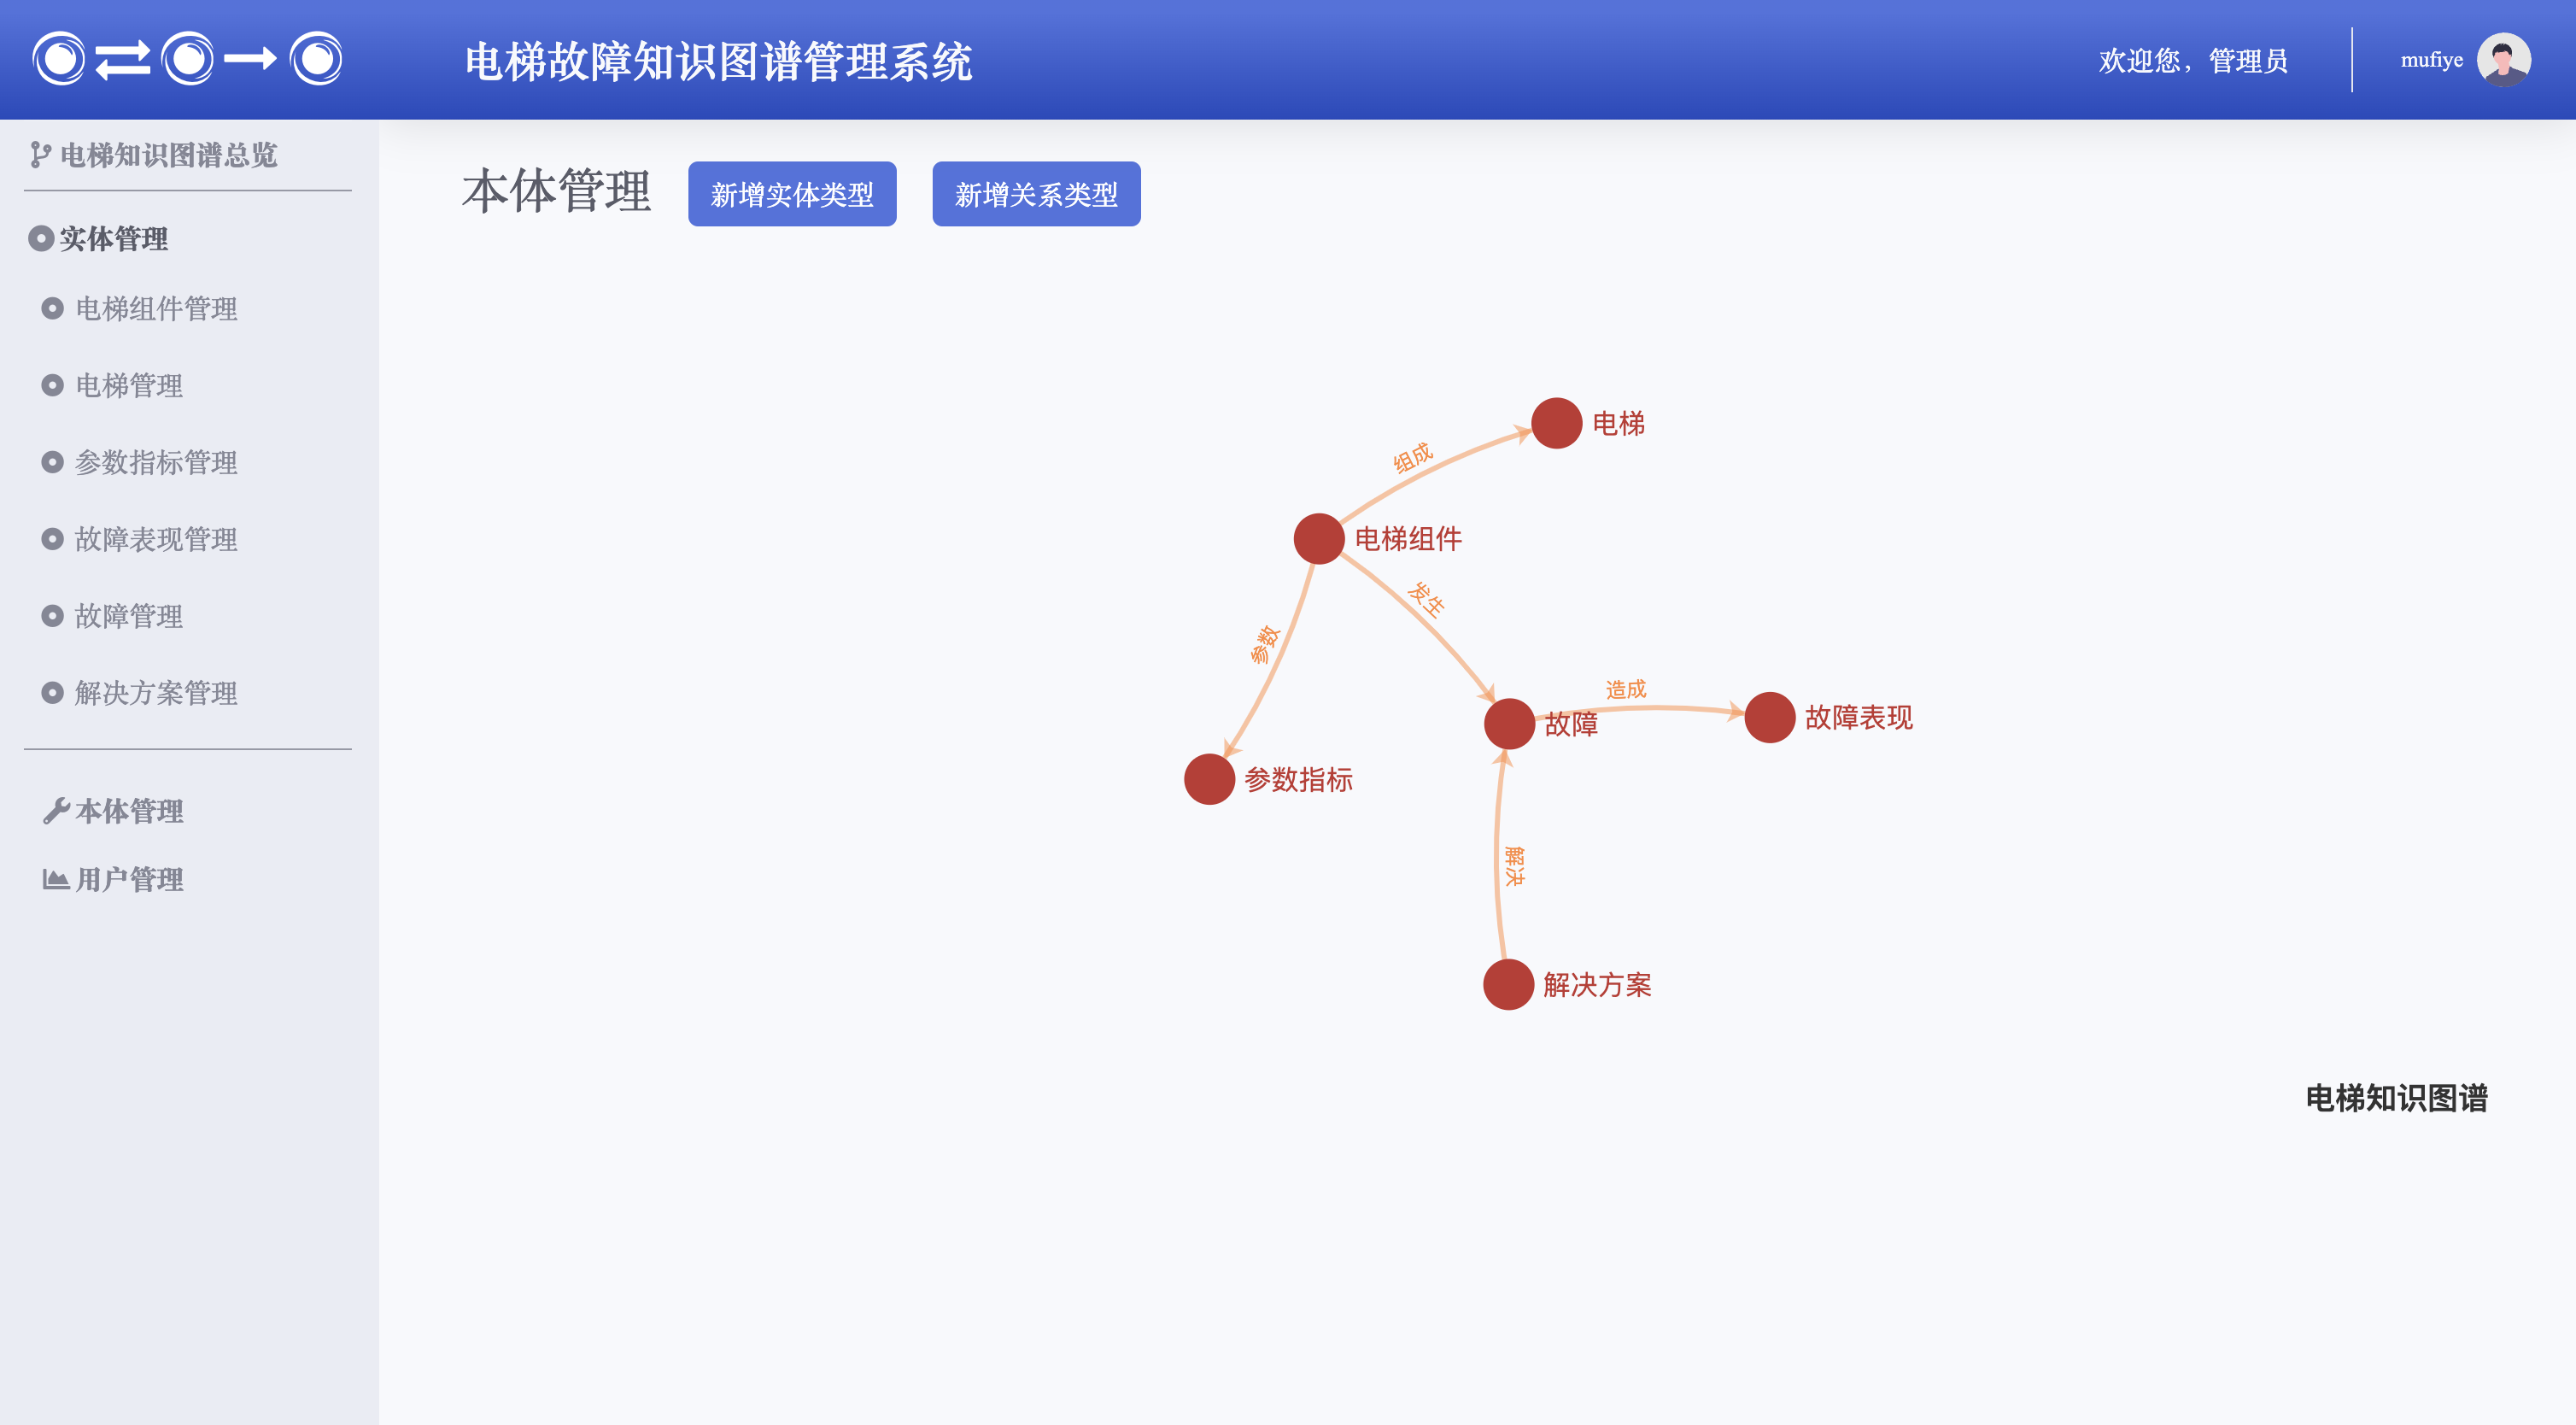 电梯故障知识图谱管理系统
欢迎您，管理员
mufiye
电梯知识图谱总览
实体管理
电梯组件管理
电梯管理
参数指标管理
故障表现管理
故障管理
解决方案管理
本体管理
用户管理
本体管理
新增实体类型
新增关系类型
电梯
组成
电梯组件
发生
参数
造成
故障
故障表现
参数指标
解决
解决方案
电梯知识图谱